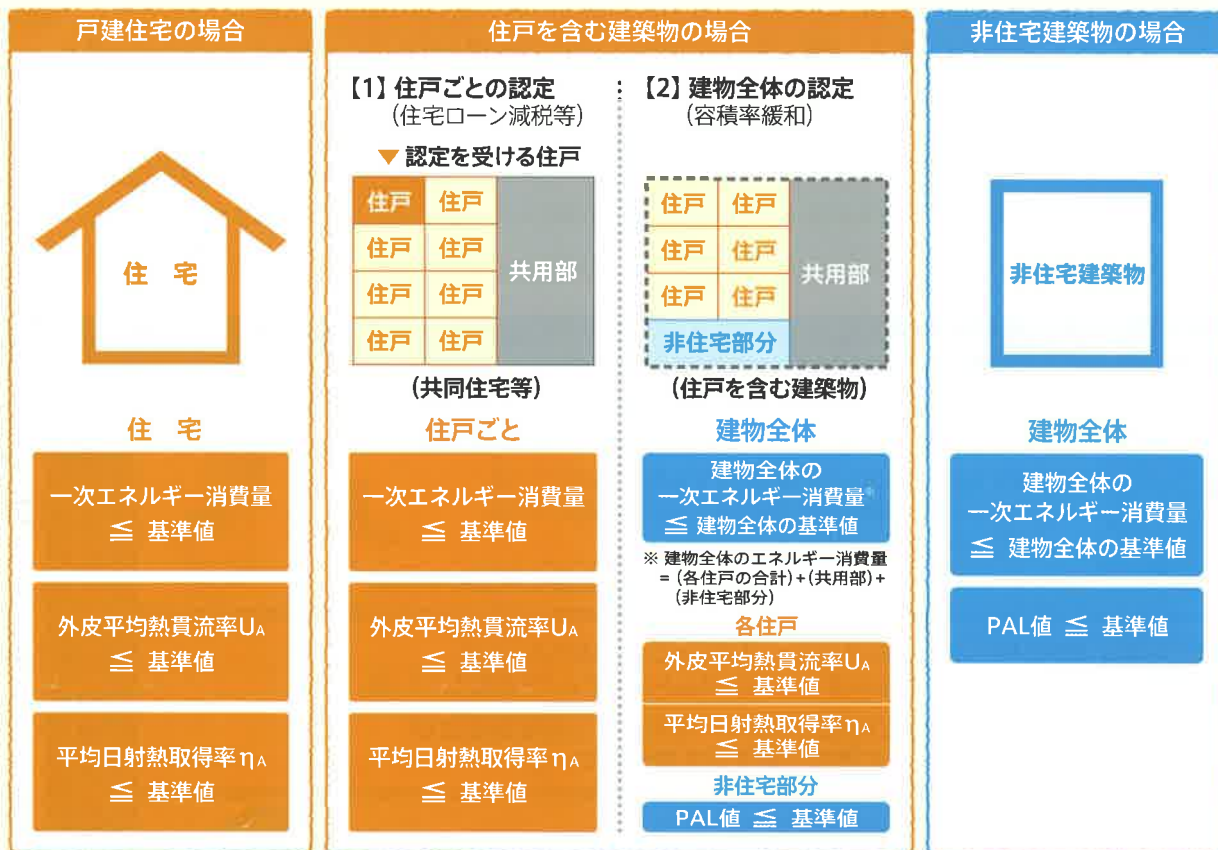 戸建住宅の場合
住宅
住宅
一次エネルギー消費量
≦ 基準値
外皮平均熱貫流率UA
≦ 基準値
平均日射熱取得率ηA
≦ 基準値
住戸を含む建築物の場合
【1】住戸ごとの認定
(住宅ローン減税等)
▼ 認定を受ける住戸
住戸 住戸
住戸 住戸
住戸 住戸
住戸 住戸
共用部
(共同住宅等)
住戸ごと
一次エネルギー消費量
≦ 基準値
外皮平均熱貫流率UA
≦ 基準値
平均日射熱取得率ηA
≦ 基準値
【2】建物全体の認定
(容積率緩和)
住戸 住戸
住戸 住戸
住戸 住戸
共用部
非住宅部分
(住戸を含む建築物)
建物全体
建物全体の
一次エネルギー消費量※
≦ 建物全体の基準値
※ 建物全体のエネルギー消費量
=(各住戸の合計)+(共用部)+
(非住宅部分)
各住戸
外皮平均熱貫流率UA
≦ 基準値
平均日射熱取得率ηA
≦ 基準値
非住宅部分
PAL値 ≦ 基準値
非住宅建築物の場合
非住宅建築物
建物全体
建物全体の
一次エネルギー消費量
≦ 建物全体の基準値
PAL値 ≦ 基準値